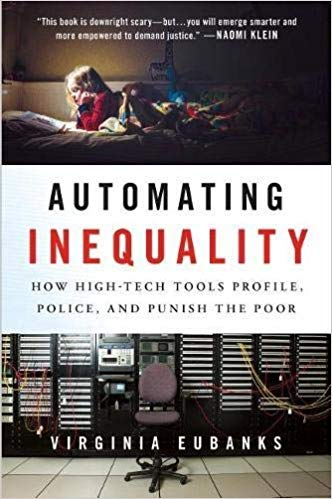 "This book is downright scary—but...you will emerge smarter and
more empowered to demand justice."—NAOMI KLEIN
AUTOMATING
INEQUALITY
HOW HIGH-TECH TOOLS PROFILE,
POLICE, AND PUNISH THE POOR
VIRGINIA EUBANKS